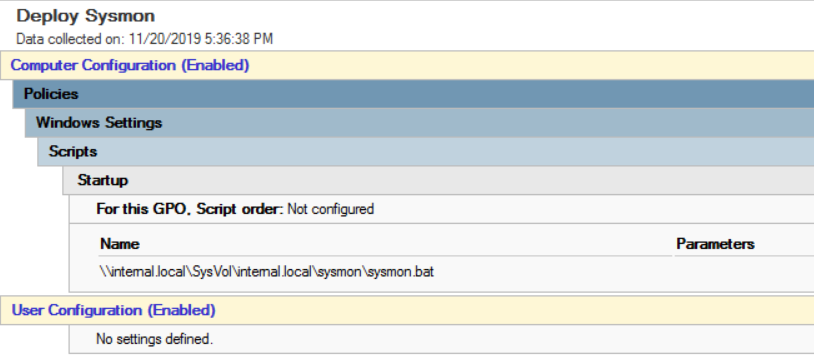 Deploy Sysmon
Data collected on: 11/20/2019 5:36:38 PM
Computer Configuration (Enabled)
Policies
Windows Settings
Scripts
Startup
For this GPO, Script order: Not configured
Name Parameters
\\internal.local\SysVol\internal.local\sysmon\sysmon.bat
User Configuration (Enabled)
No settings defined.